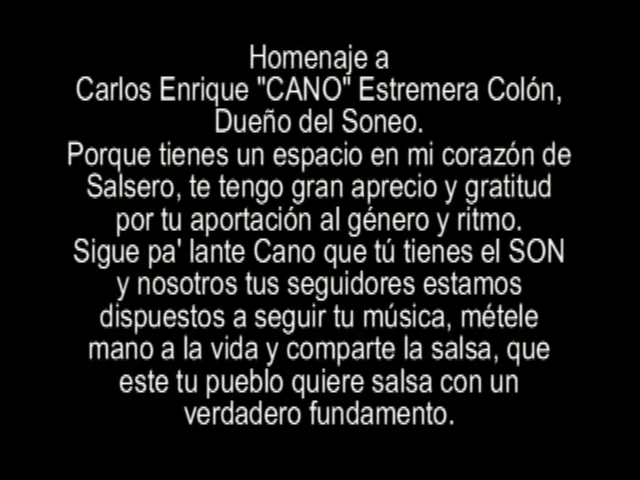 Homenaje a
Carlos Enrique "CANO" Estremera Colón,
Dueño del Soneo.
Porque tienes un espacio en mi corazón de
Salsero, te tengo gran aprecio y gratitud
por tu aportación al género y ritmo.
Sigue pa' lante Cano que tú tienes el SON
y nosotros tus seguidores estamos
dispuestos a seguir tu música, métele
mano a la vida y comparte la salsa, que
este tu pueblo quiere salsa con un
verdadero fundamento.